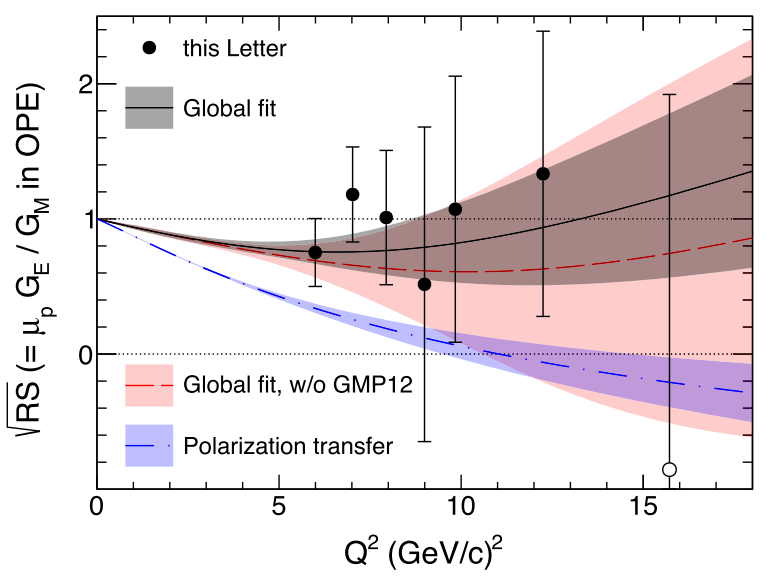 this Letter
Global fit
2
1
0
Global fit, w/o GMP12
Polarization transfer
0 5 10 15
Q² (GeV/c)²
√RS (= μp GE / GM in OPE)